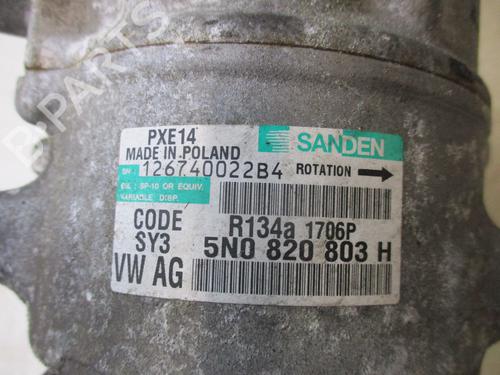 PXE14
MADE IN POLAND
SANDEN
S/N : 126740022B4 ROTATION
OIL : SP-10 OR EQUIV.
VARIABLE DISP.
CODE R134a 1706P
SY3 5N0 820 803 H
VW AG